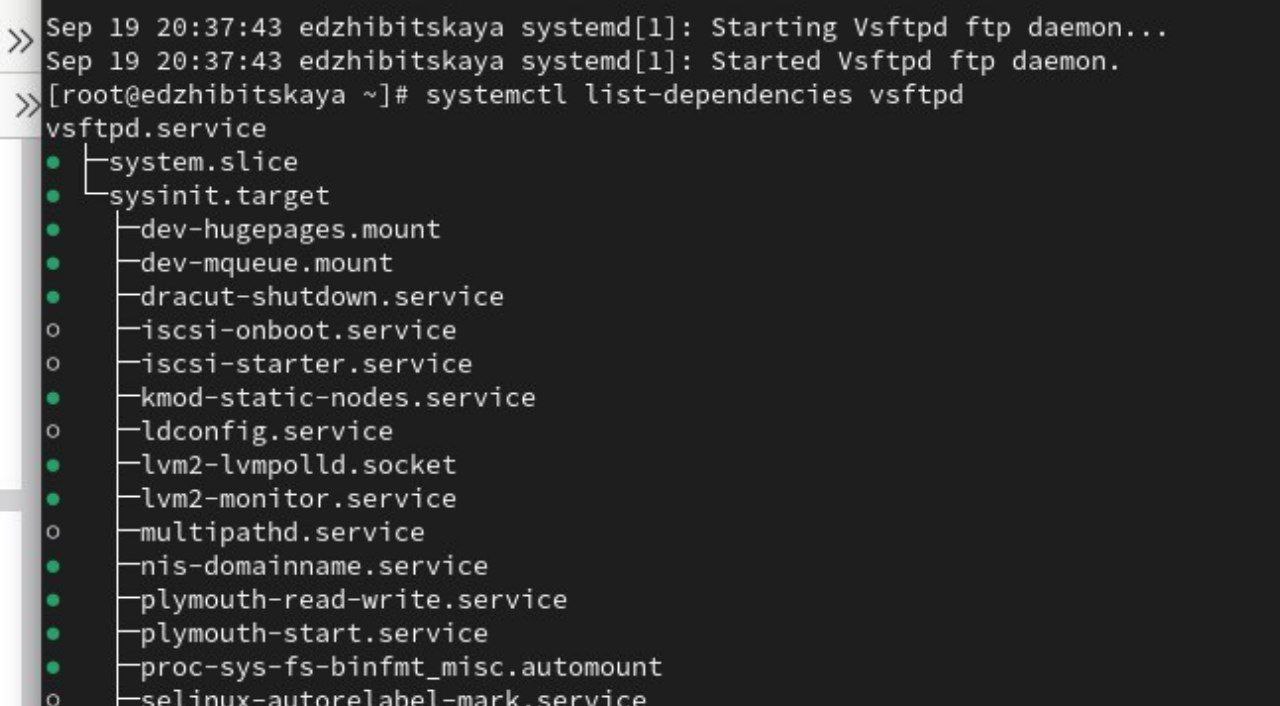 Sep 19 20:37:43 edzhibitskaya systemd[1]: Starting Vsftpd ftp daemon...
Sep 19 20:37:43 edzhibitskaya systemd[1]: Started Vsftpd ftp daemon.
[root@edzhibitskaya ~]# systemctl list-dependencies vsftpd
vsftpd.service
● ├─system.slice
● └─sysinit.target
●   ├─dev-hugepages.mount
●   ├─dev-mqueue.mount
●   ├─dracut-shutdown.service
○   ├─iscsi-onboot.service
○   ├─iscsi-starter.service
●   ├─kmod-static-nodes.service
○   ├─ldconfig.service
●   ├─lvm2-lvmpolld.socket
●   ├─lvm2-monitor.service
○   ├─multipathd.service
●   ├─nis-domainname.service
●   ├─plymouth-read-write.service
●   ├─plymouth-start.service
●   ├─proc-sys-fs-binfmt_misc.automount
○   ├─selinux-autorelabel-mark.service